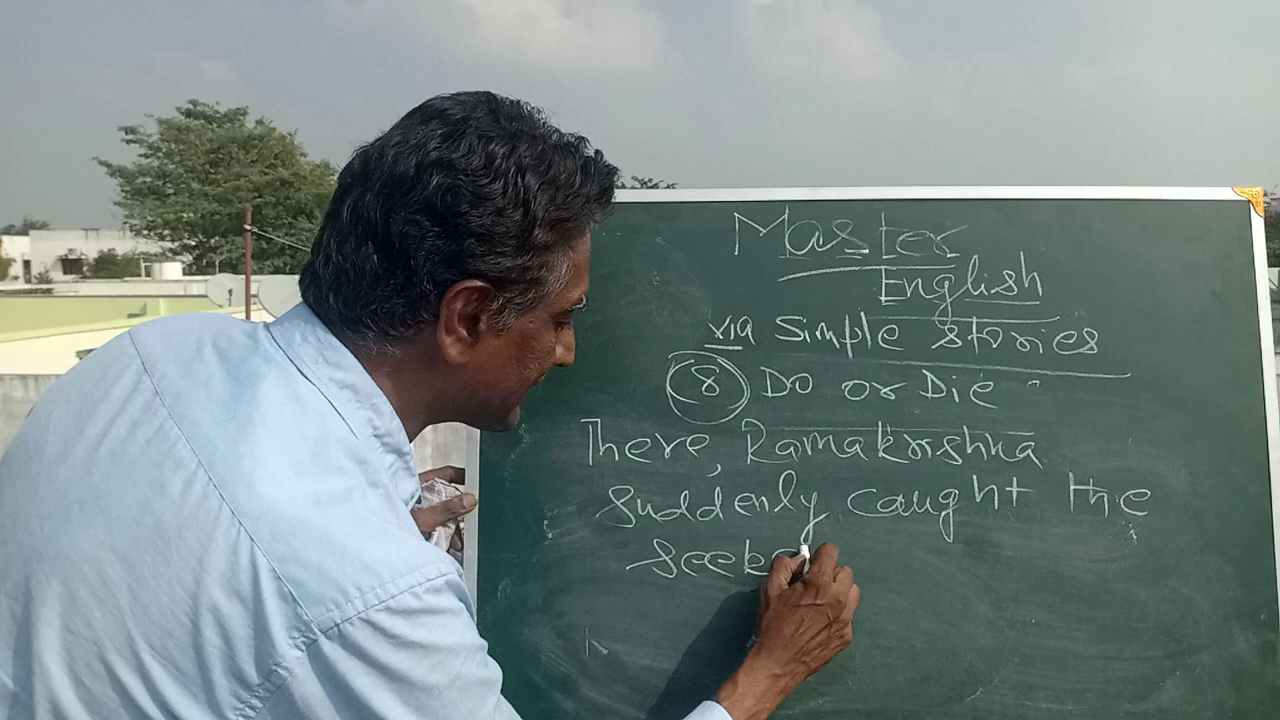 Master
English
via Simple stories
8 Do or Die
There, Ramakrishna
suddenly caught the
seeke